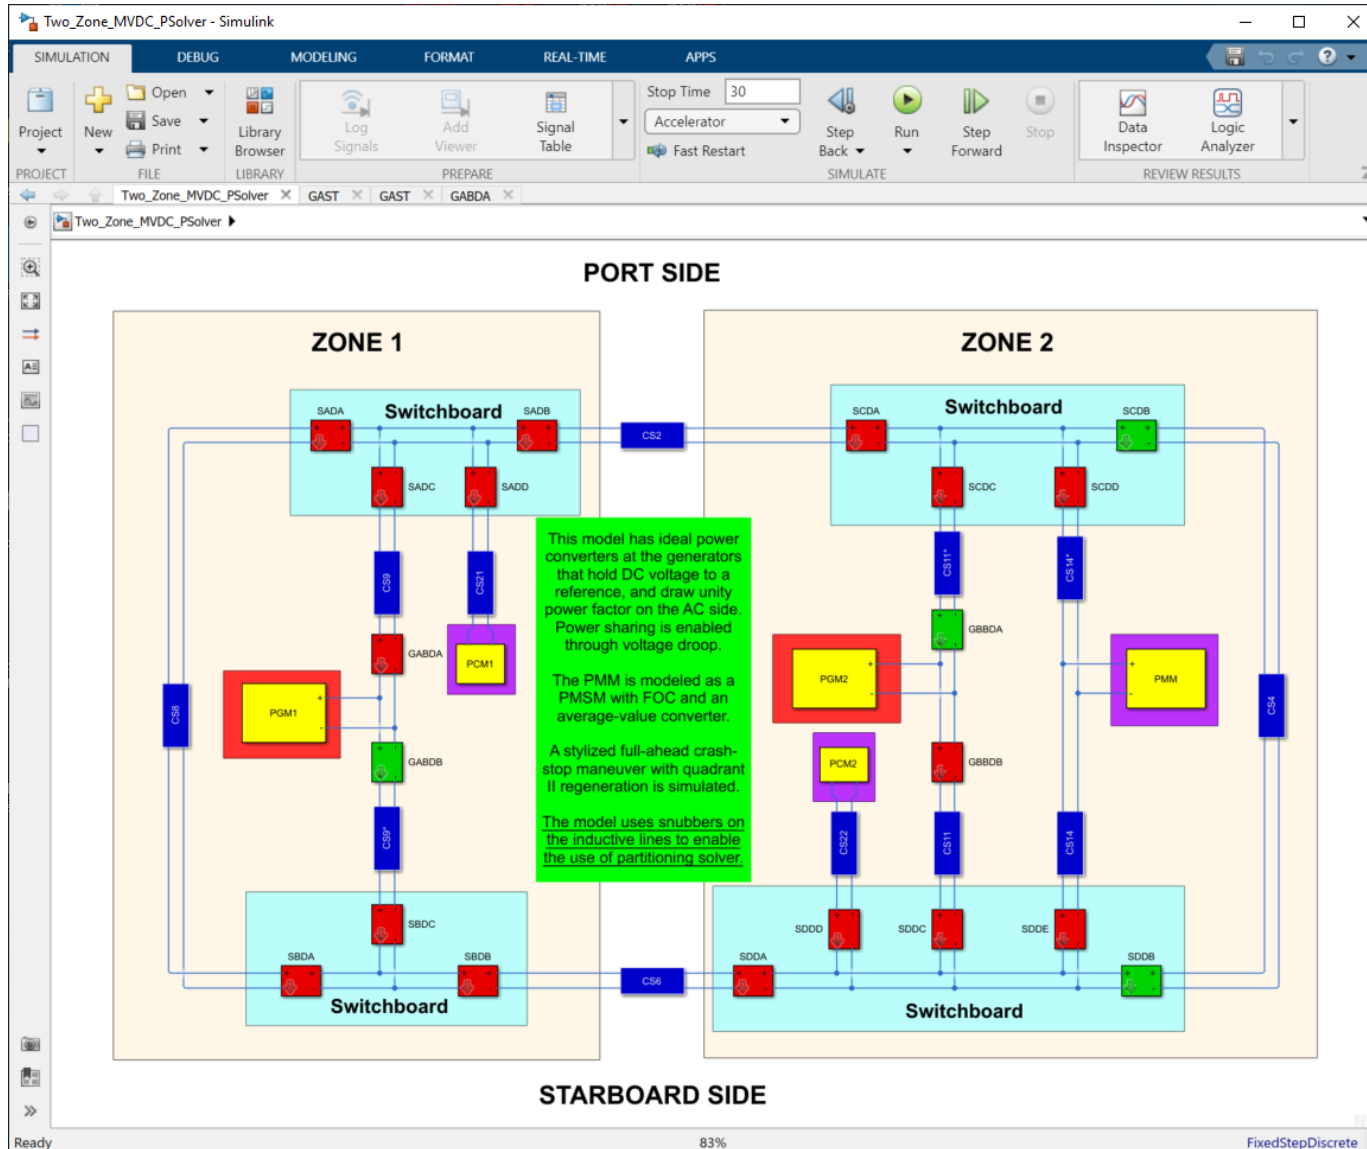 Two_Zone_MVDC_PSolver - Simulink
SIMULATION DEBUG MODELING FORMAT REAL-TIME APPS
Open
Save
Print
Project
New
Library
Browser
Log
Signals
Add
Viewer
Signal
Table
Stop Time 30
Accelerator
Fast Restart
Step
Back
Run
Step
Forward
Stop
Data
Inspector
Logic
Analyzer
PROJECT FILE LIBRARY PREPARE SIMULATE REVIEW RESULTS
Two_Zone_MVDC_PSolver GAST GAST GABDA
Two_Zone_MVDC_PSolver
PORT SIDE
ZONE 1
ZONE 2
SADA
Switchboard
SADB
SCDA
Switchboard
SCDB
CS2
SADC
SADD
SCDC
SCDD
CS9
CS21
CS11*
CS14*
This model has ideal power
converters at the generators
that hold DC voltage to a
reference, and draw unity
power factor on the AC side.
Power sharing is enabled
through voltage droop.
The PMM is modeled as a
PMSM with FOC and an
average-value converter.
A stylized full-ahead crash-
stop maneuver with quadrant
II regeneration is simulated.
The model uses snubbers on
the inductive lines to enable
the use of partitioning solver.
GABDA
PCM1
GBBDA
PGM1
PGM2
PMM
CS8
CS4
GABDB
PCM2
GBBDB
CS9*
CS22
CS11
CS14
SBDC
SDDD
SDDC
SDDE
SBDA
SBDB
CS6
SDDA
SDDB
Switchboard
Switchboard
STARBOARD SIDE
Ready
83%
FixedStepDiscrete